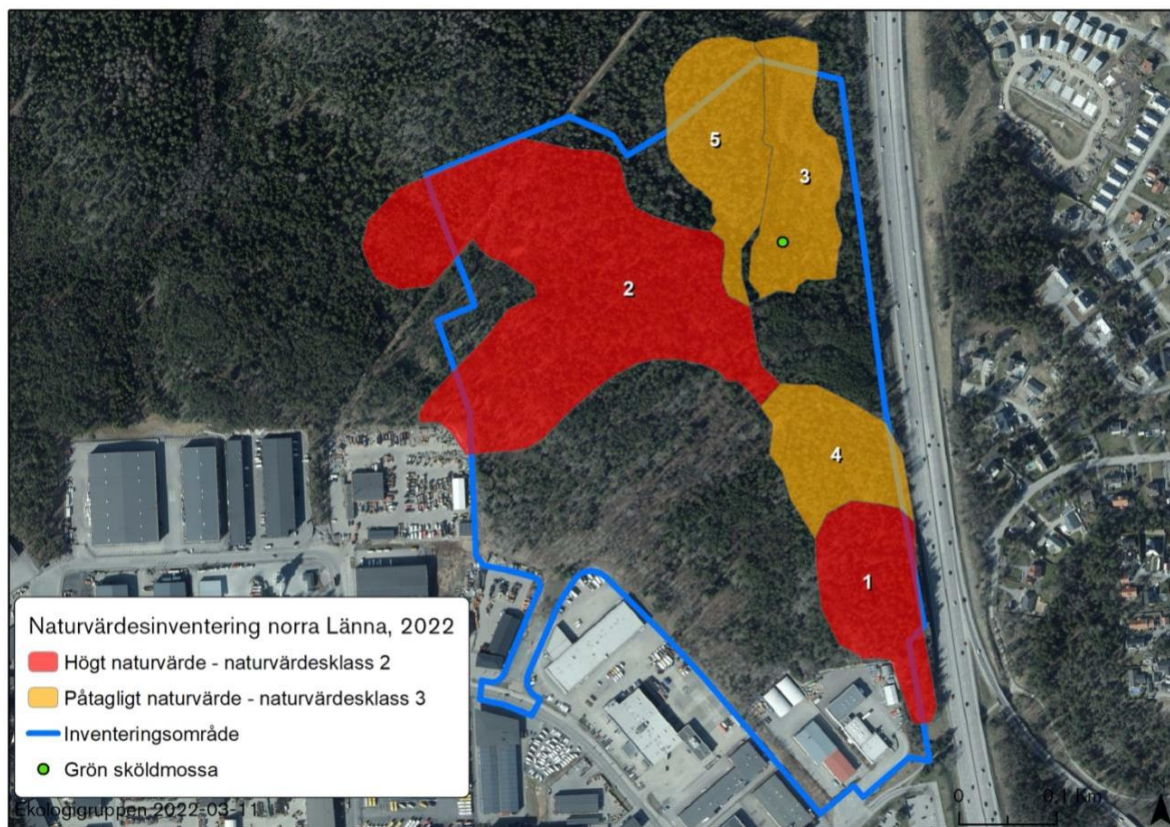 5
3
2
4
1
Naturvärdesinventering norra Länna, 2022
Högt naturvärde - naturvärdesklass 2
Påtagligt naturvärde - naturvärdesklass 3
Inventeringsområde
Grön sköldmossa
Ekologigruppen 2022-03-11
0 0,1 Km